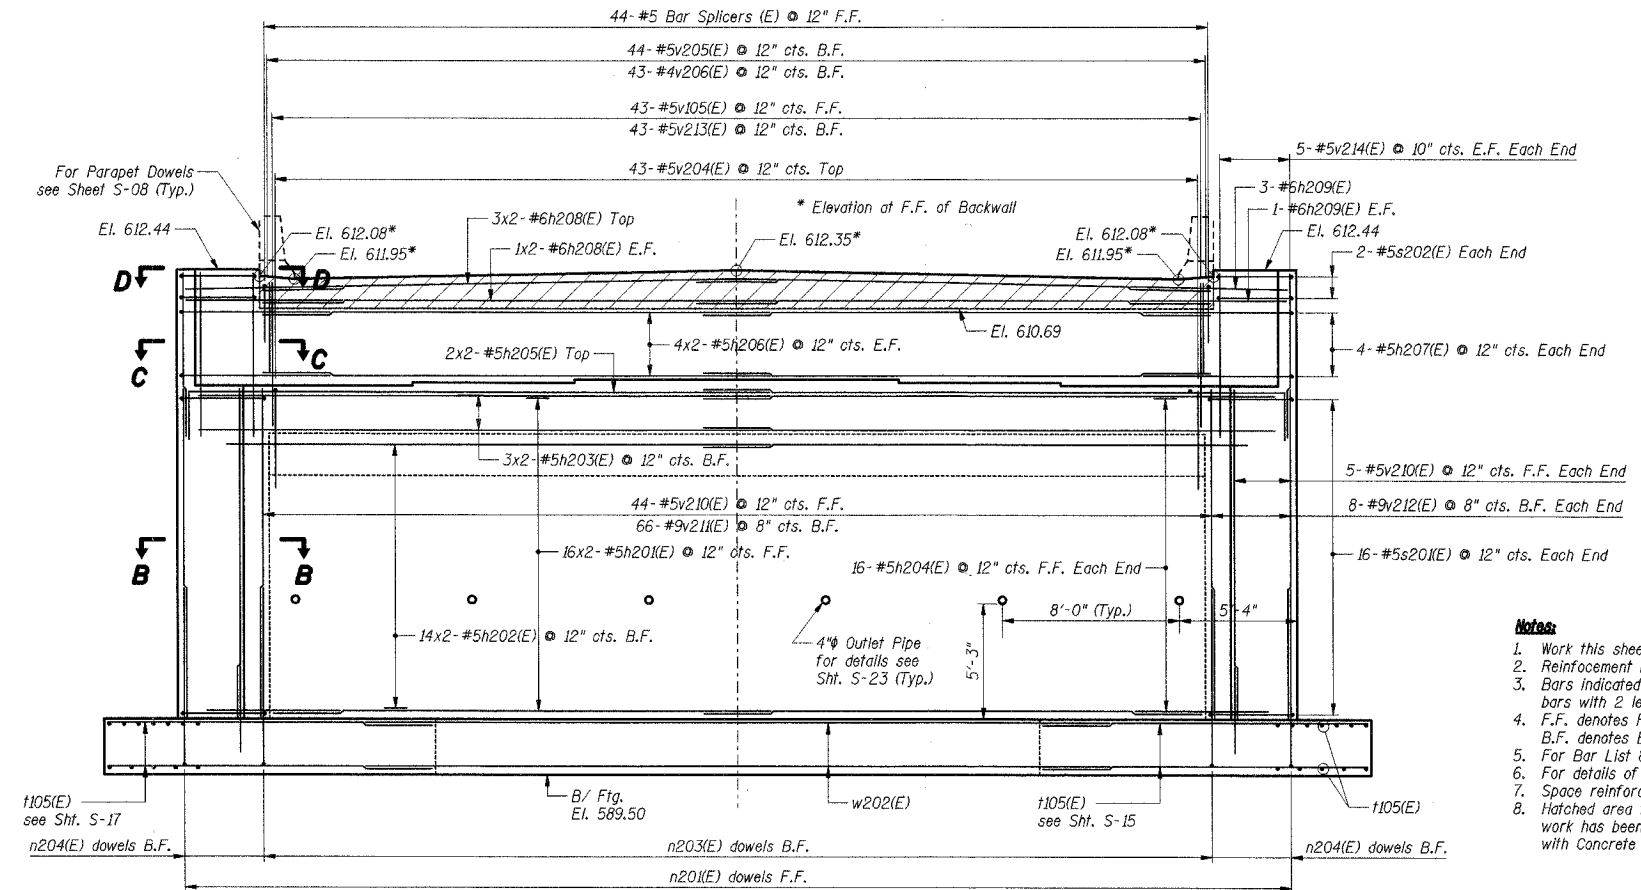 44-#5 Bar Splicers (E) @ 12" F.F.
44-#5v205(E) @ 12" cts. B.F.
43-#4v206(E) @ 12" cts. B.F.
43-#5v105(E) @ 12" cts. F.F.
43-#5v213(E) @ 12" cts. B.F.
5-#5v214(E) @ 10" cts. E.F. Each End
43-#5v204(E) @ 12" cts. Top
For Parapet Dowels
see Sheet S-08 (Typ.)
3-#6h209(E)
1-#6h209(E) E.F.
* Elevation at F.F. of Backwall
El. 612.44
3x2-#6h208(E) Top
El. 612.08*
El. 612.35*
El. 612.08*
El. 612.44
1x2-#6h208(E) E.F.
El. 611.95*
El. 611.95*
2-#5s202(E) Each End
D
D
El. 610.69
4x2-#5h206(E) @ 12" cts. E.F.
4-#5h207(E) @ 12" cts. Each End
C
C
2x2-#5h205(E) Top
3x2-#5h203(E) @ 12" cts. B.F.
5-#5v210(E) @ 12" cts. F.F. Each End
44-#5v210(E) @ 12" cts. F.F.
8-#9v212(E) @ 8" cts. B.F. Each End
66-#9v211(E) @ 8" cts. B.F.
16x2-#5h201(E) @ 12" cts. F.F.
16-#5s201(E) @ 12" cts. Each End
16-#5h204(E) @ 12" cts. F.F. Each End
B
B
8'-0" (Typ.)
5'-4"
14x2-#5h202(E) @ 12" cts. B.F.
4"φ Outlet Pipe
for details see
Sht. S-23 (Typ.)
5'-3"
Notes:
1. Work this shee
2. Reinfocement
3. Bars indicated
bars with 2 le
4. F.F. denotes
B.F. denotes
5. For Bar List
6. For details of
7. Space reinforc
8. Hatched area
work has been
with Concrete
t105(E)
see Sht. S-17
B/ Ftg.
El. 589.50
w202(E)
t105(E)
see Sht. S-15
t105(E)
n204(E) dowels B.F.
n203(E) dowels B.F.
n204(E) dowels B.F.
n201(E) dowels F.F.